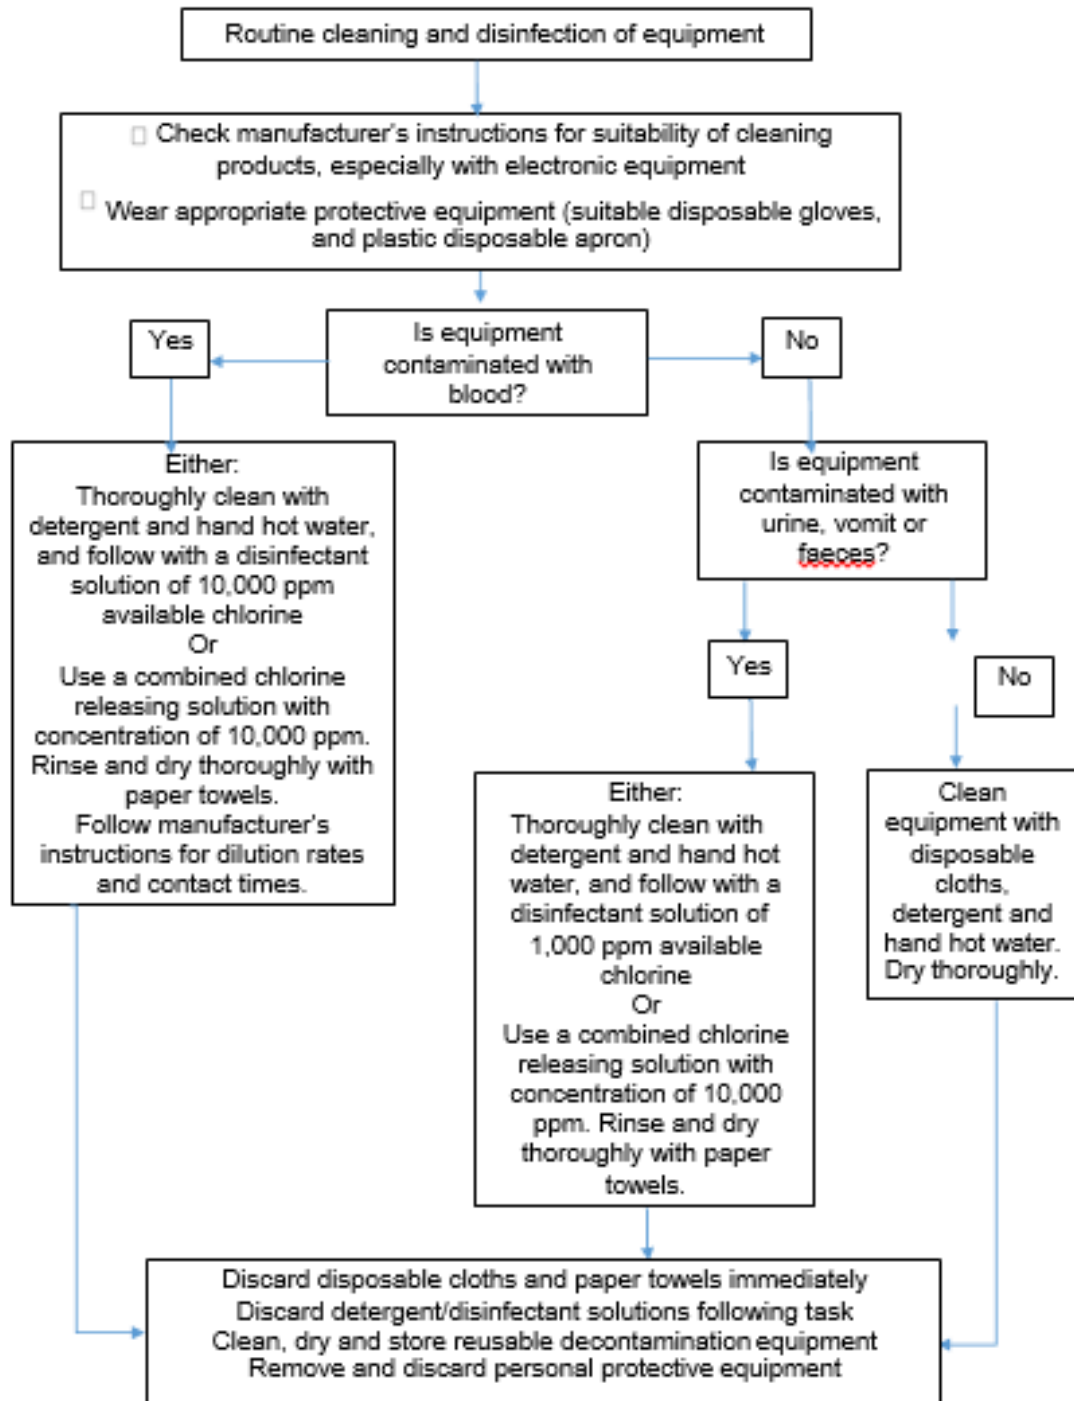 Routine cleaning and disinfection of equipment
Check manufacturer's instructions for suitability of cleaning
products, especially with electronic equipment
Wear appropriate protective equipment (suitable disposable gloves,
and plastic disposable apron)
Is equipment
contaminated with
blood?
Yes
No
Either:
Thoroughly clean with
detergent and hand hot water,
and follow with a disinfectant
solution of 10,000 ppm
available chlorine
Or
Use a combined chlorine
releasing solution with
concentration of 10,000 ppm.
Rinse and dry thoroughly with
paper towels.
Follow manufacturer's
instructions for dilution rates
and contact times.
Is equipment
contaminated with
urine, vomit or
faeces?
Yes
No
Either:
Thoroughly clean with
detergent and hand hot
water, and follow with a
disinfectant solution of
1,000 ppm available
chlorine
Or
Use a combined chlorine
releasing solution with
concentration of 10,000
ppm. Rinse and dry
thoroughly with paper
towels.
Clean
equipment with
disposable
cloths,
detergent and
hand hot water.
Dry thoroughly.
Discard disposable cloths and paper towels immediately
Discard detergent/disinfectant solutions following task
Clean, dry and store reusable decontamination equipment
Remove and discard personal protective equipment